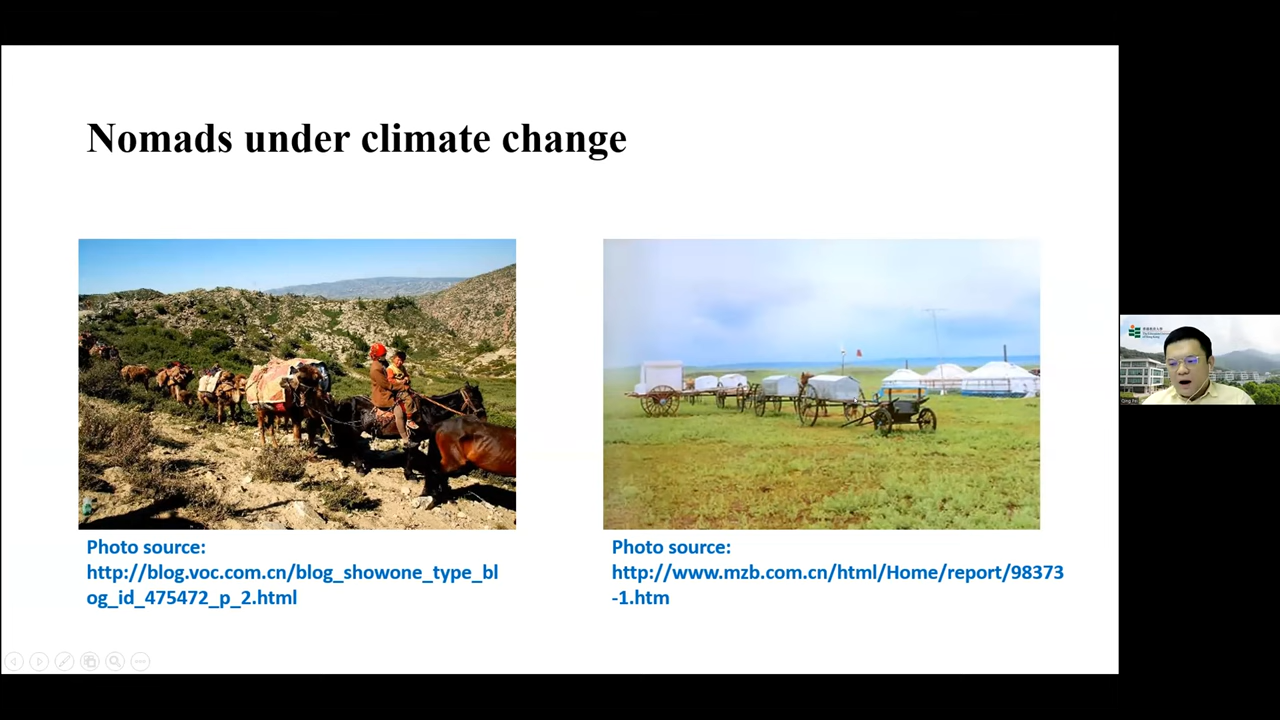 Nomads under climate change
Photo source:
http://blog.voc.com.cn/blog_showone_type_bl
og_id_475472_p_2.html
Photo source:
http://www.mzb.com.cn/html/Home/report/98373
-1.htm